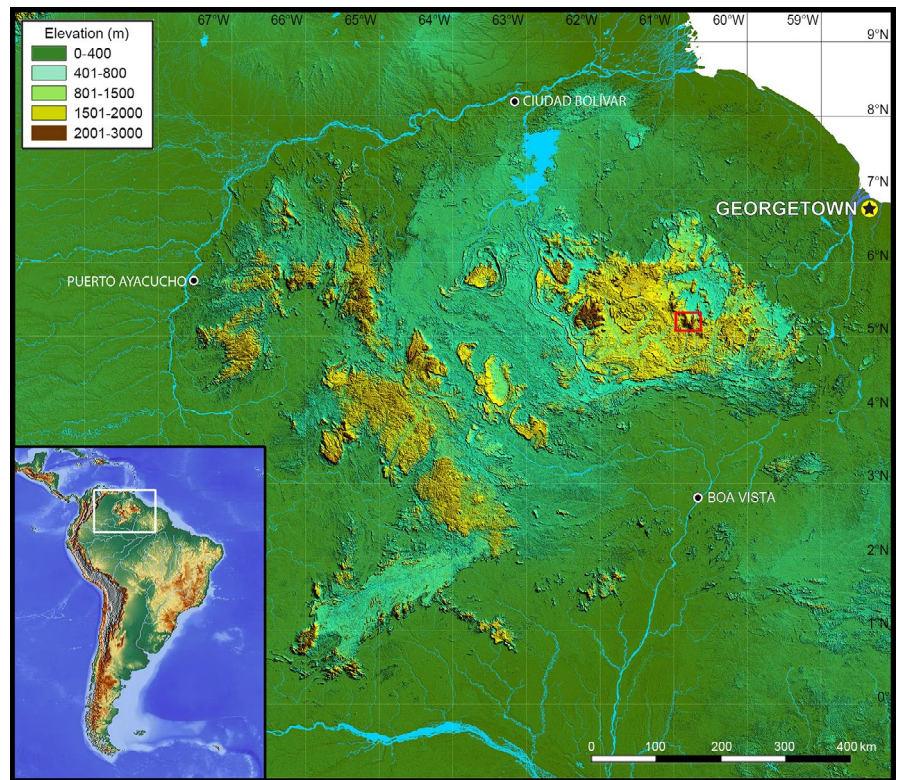 67°W 66°W 65°W 64°W 63°W 62°W 61°W 60°W 59°W
Elevation (m)
0-400
401-800
801-1500
1501-2000
2001-3000
9°N
CIUDAD BOLÍVAR
8°N
7°N
GEORGETOWN
6°N
PUERTO AYACUCHO
5°N
4°N
3°N
BOA VISTA
2°N
1°N
0°
0 100 200 300 400 km